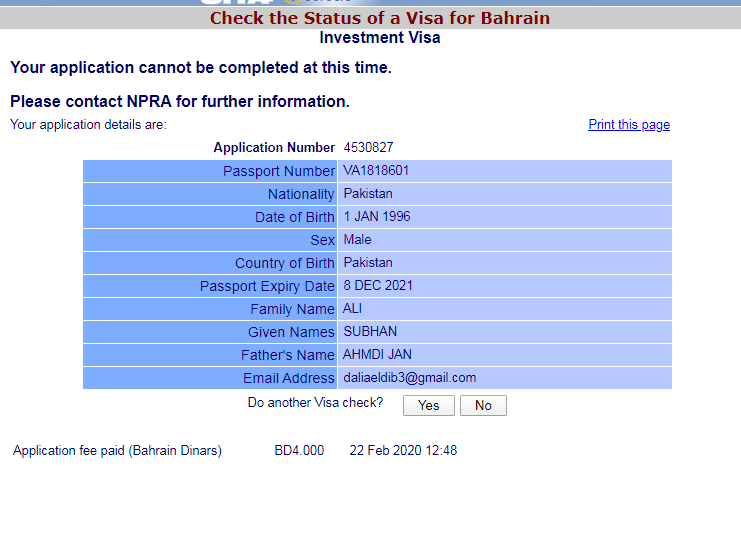 Check the Status of a Visa for Bahrain
Investment Visa
Your application cannot be completed at this time.
Please contact NPRA for further information.
Your application details are: Print this page
Application Number 4530827
Passport Number VA1818601
Nationality Pakistan
Date of Birth 1 JAN 1996
Sex Male
Country of Birth Pakistan
Passport Expiry Date 8 DEC 2021
Family Name ALI
Given Names SUBHAN
Father's Name AHMDI JAN
Email Address daliaeldib3@gmail.com
Do another Visa check? Yes No
Application fee paid (Bahrain Dinars) BD4.000 22 Feb 2020 12:48